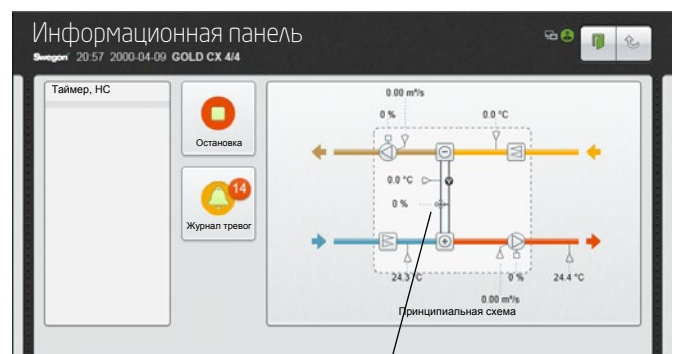 Информационная панель
Swegon 20:57 2000-04-09 GOLD CX 4/4
Таймер, НС
Остановка
14
Журнал тревог
0.00 m³/s
0 %
0.0 °C
0.0 °C
0 %
24.3 °C
0 %
24.4 °C
0.00 m³/s
Принципиальная схема